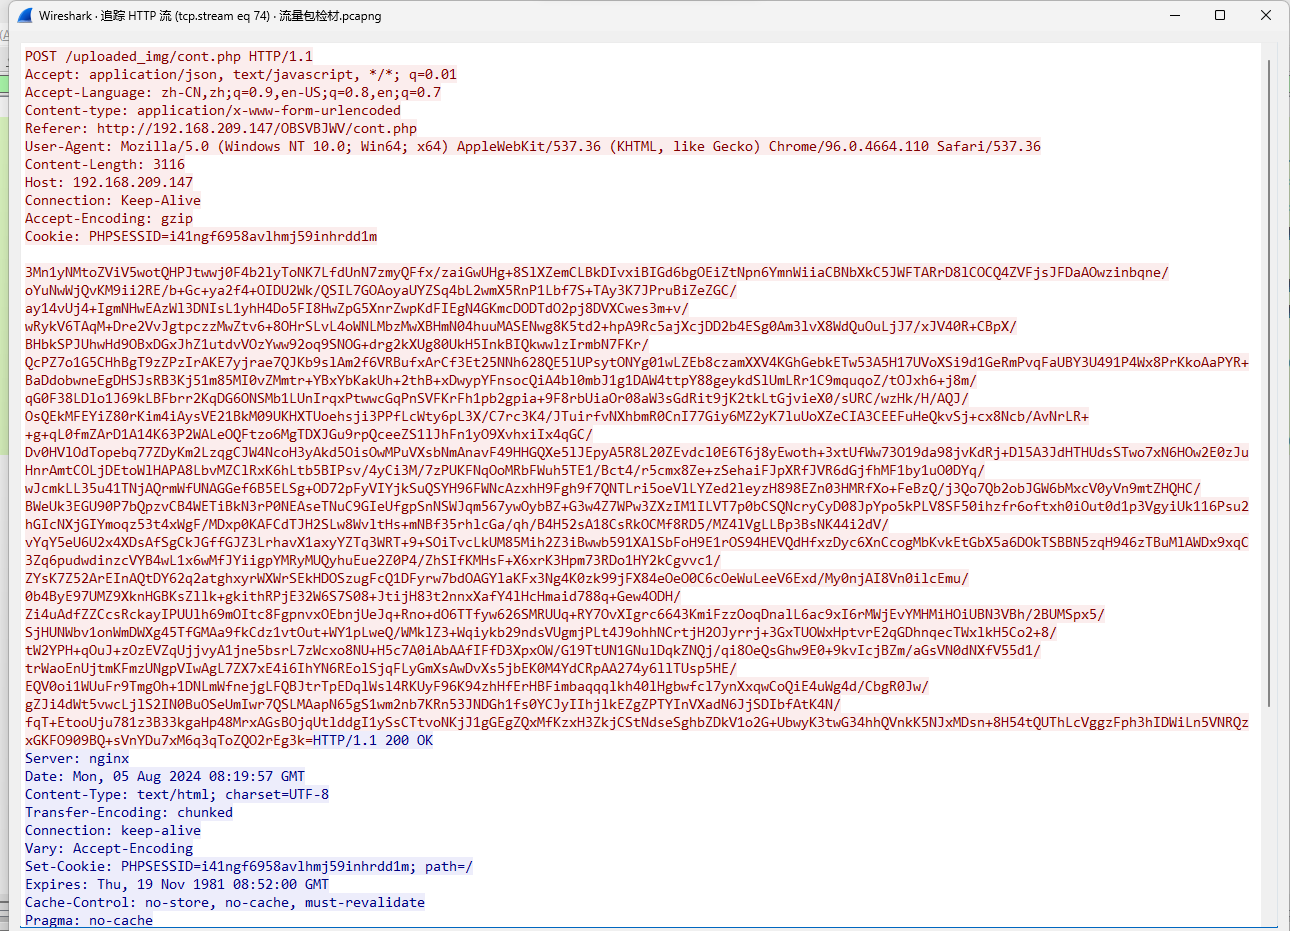 Wireshark · 追踪 HTTP 流 (tcp.stream eq 74) · 流量包检材.pcapng
POST /uploaded_img/cont.php HTTP/1.1
Accept: application/json, text/javascript, */*; q=0.01
Accept-Language: zh-CN,zh;q=0.9,en-US;q=0.8,en;q=0.7
Content-type: application/x-www-form-urlencoded
Referer: http://192.168.209.147/OBSVBJWV/cont.php
User-Agent: Mozilla/5.0 (Windows NT 10.0; Win64; x64) AppleWebKit/537.36 (KHTML, like Gecko) Chrome/96.0.4664.110 Safari/537.36
Content-Length: 3116
Host: 192.168.209.147
Connection: Keep-Alive
Accept-Encoding: gzip
Cookie: PHPSESSID=i41ngf6958avlhmj59inhrdd1m
3Mn1yNMtoZViV5wotQHPJtwwj0F4b2lyToNK7LfdUnN7zmyQFfx/zaiGwUHg+8SlXZemCLBkDIvxiBIGd6bgOEiZtNpn6YmnWiiaCBNbXkC5JWFTARrD8lCOCQ4ZVFjsJFDaAOwzinbqne/
oYuNwWjQvKM9ii2RE/b+Gc+ya2f4+OIDU2Wk/QSIL7GOAoyaUYZSq4bL2wmX5RnP1Lbf7S+TAy3K7JPruBiZeZGC/
ay14vUj4+IgmNHwEAzWl3DNIsL1yhH4Do5FI8HwZpG5XnrZwpKdFIEgN4GKmcDODTdO2pj8DVXCwes3m+v/
wRykV6TAqM+Dre2VvJgtpczzMwZtv6+8OHrSLvL4oWNLMbzMwXBHmN04huuMASENwg8K5td2+hpA9Rc5ajXcjDD2b4ESg0Am3lvX8WdQuOuLjJ7/xJV40R+CBpX/
BHbkSPJUhwHd9OBxDGxJhZ1utdvVOzYww92oq9SNOG+drg2kXUg80UkH5InkBIQkwwlzIrmbN7FKr/
QcPZ7o1G5CHhBgT9zZPzIrAKE7yjrae7QJKb9slAm2f6VRBufxArCf3Et25NNh628QE5lUPsytONYg01wLZEb8czamXXV4KGhGebkETw53A5H17UVoXSi9d1GeRmPvqFaUBY3U491P4Wx8PrKkoAaPYR+
BaDdobwneEgDHSJsRB3Kj51m85MI0vZMmtr+YBxYbKakUh+2thB+xDwypYFnsocQiA4bl0mbJ1g1DAW4ttpY88geykdSlUmLRr1C9mquqoZ/tOJxh6+j8m/
qG0F38LDlo1J69kLBFbrr2KqDG6ONSMb1LUnIrqxPtwwcGqPnSVFKrFh1pb2gpia+9F8rbUiaOr08aW3sGdRit9jK2tkLtGjvieX0/sURC/wzHk/H/AQJ/
OsQEkMFEYiZ80rKim4iAysVE21BkM09UKHXTUoehsji3PPfLcWty6pL3X/C7rc3K4/JTuirfvNXhbmR0CnI77Giy6MZ2yK7luUoXZeCIA3CEEFuHeQkvSj+cx8Ncb/AvNrLR+
+g+qL0fmZArD1A14K63P2WALeOQFtzo6MgTDXJGu9rpQceeZS1lJhFn1yO9XvhxiIx4qGC/
Dv0HVlOdTopebq77ZDyKm2LzqgCJW4NcoH3yAkd5OisOwMPuVXsbNmAnavF49HHGQXe5lJEpyA5R8L20ZEvdcl0E6T6j8yEwoth+3xtUfWw73O19da98jvKdRj+Dl5A3JdHTHUdsSTwo7xN6HOw2E0zJu
HnrAmtCOLjDEtoWlHAPA8LbvMZClRxK6hLtb5BIPsv/4yCi3M/7zPUKFNqOoMRbFWuh5TE1/Bct4/r5cmx8Ze+zSehaiFJpXRfJVR6dGjfhMF1by1uO0DYq/
wJcmkLL35u41TNjAQrmWfUNAGGef6B5ELSg+OD72pFyVIYjkSuQSYH96FWNcAzxhH9Fgh9f7QNTLri5oeVlLYZed2leyzH898EZn03HMRfXo+FeBzQ/j3Qo7Qb2obJGW6bMxcV0yVn9mtZHQHC/
BWeUk3EGU90P7bQpzvCB4WETiBkN3rP0NEAseTNuC9GIeUfgpSnNSWJqm567ywOybBZ+G3w4Z7WPw3ZXzIM1ILVT7p0bCSQNcryCyD08JpYpo5kPLV8SF50ihzfr6oftxh0iOut0d1p3VgyiUk116Psu2
hGIcNXjGIYmoqz53t4xWgF/MDxp0KAFCdTJH2SLw8WvltHs+mNBf35rhlcGa/qh/B4H52sA18CsRkOCMf8RD5/MZ4lVgLLBp3BsNK44i2dV/
vYqY5eU6U2x4XDsAfSgCkJGffGJZ3LrhavX1axyYZTq3WRT+9+SOiTvcLkUM85Mih2Z3iBwwb591XAlSbFoH9E1rOS94HEVQdHfxzDyc6XnCcogMbKvkEtGbX5a6DOkTSBBN5zqH946zTBuMlAWDx9xqC
3Zq6pudwdinzcVYB4wL1x6wMfJYiigpYMRyMUQyhuEue2Z0P4/ZhSIfKMHsF+X6xrK3Hpm73RDo1HY2kCgvvc1/
ZYsK7Z52ArEInAQtDY62q2atghxyrWXWrSEkHDOSzugFcQ1DFyrw7bdOAGYlaKFx3Ng4K0zk99jFX84eOeO0C6cOeWuLeeV6Exd/My0njAI8Vn0ilcEmu/
0b4ByE97UMZ9XknHGBKsZllk+gkithRPjE32W6S7S08+JtijH83t2nnxXafY4lHcHmaid788q+Gew4ODH/
Zi4uAdfZZCcsRckayIPUUlh69mOItc8FgpnvxOEbnjUeJq+Rno+dO6TTfyw626SMRUUq+RY7OvXIgrc6643KmiFzzOoqDnalL6ac9xI6rMWjEvYMHMiHOiUBN3VBh/2BUMSpx5/
SjHUNWbv1onWmDWXg45TfGMAa9fkCdz1vtOut+WY1pLweQ/WMklZ3+Wqiykb29ndsVUgmjPLt4J9ohhNCrtjH2OJyrrj+3GxTUOWxHptvrE2qGDhnqecTWxlkH5Co2+8/
tW2YPH+qOuJ+zOzEVZqUjjvyA1jne5bsrL7zWcxo8NU+H5c7A0iAbAAfIFfD3XpxOW/G19TtUN1GNulDqkZNQj/qi8OeQsGhw9E0+9kvIcjBZm/aGsVN0dNXfV55d1/
trWaoEnUjtmKFmzUNgpVIwAgL7ZX7xE4i6IhYN6REolSjqFLyGmXsAwDvXs5jbEK0M4YdCRpAA274y6llTUsp5HE/
EQV0oi1WUuFr9TmgOh+1DNLmWfnejgLFQBJtrTpEDqlWsl4RKUyF96K94zhHfErHBFimbaqqqlkh40lHgbwfcl7ynXxqwCoQiE4uWg4d/CbgR0Jw/
gZJi4dWt5vwcLjlS2IN0BuOSeUmIwr7QSLMAapN65gS1wm2nb7KRn53JNDGh1fs0YCJyIIhjlkEZgZPTYInVXadN6JjSDIbfAtK4N/
fqT+EtooUju781z3B33kgaHp48MrxAGsBOjqUtlddgI1ySsCTtvoNKjJ1gGEgZQxMfKzxH3ZkjCStNdseSghbZDkV1o2G+UbwyK3twG34hhQVnkK5NJxMDsn+8H54tQUThLcVggzFph3hIDWiLn5VNRQz
xGKFO909BQ+sVnYDu7xM6q3qToZQO2rEg3k=HTTP/1.1 200 OK
Server: nginx
Date: Mon, 05 Aug 2024 08:19:57 GMT
Content-Type: text/html; charset=UTF-8
Transfer-Encoding: chunked
Connection: keep-alive
Vary: Accept-Encoding
Set-Cookie: PHPSESSID=i41ngf6958avlhmj59inhrdd1m; path=/
Expires: Thu, 19 Nov 1981 08:52:00 GMT
Cache-Control: no-store, no-cache, must-revalidate
Pragma: no-cache